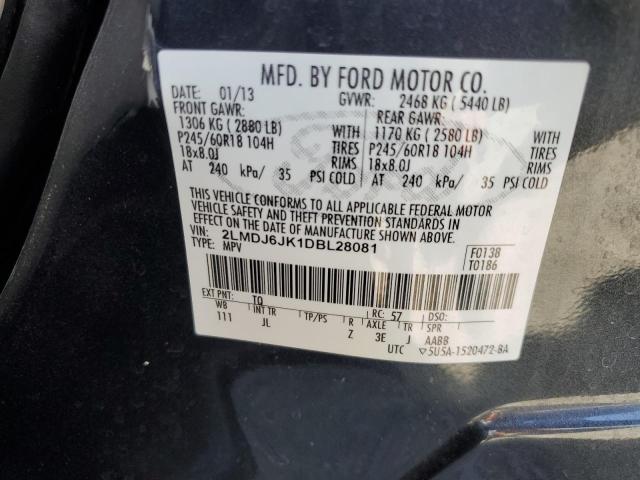 MFD. BY FORD MOTOR CO.
DATE: 01/13 GVWR: 2468 KG ( 5440 LB)
FRONT GAWR: REAR GAWR:
1306 KG ( 2880 LB) WITH 1170 KG ( 2580 LB) WITH
P245/60R18 104H TIRES P245/60R18 104H TIRES
18x8.0J RIMS 18x8.0J RIMS
AT 240 kPa/ 35 PSI COLD AT 240 kPa/ 35 PSI COLD
THIS VEHICLE CONFORMS TO ALL APPLICABLE FEDERAL MOTOR
VEHICLE SAFETY AND THEFT PREVENTION STANDARDS IN
EFFECT ON THE DATE OF MANUFACTURE SHOWN ABOVE.
VIN: 2LMDJ6JK1DBL28081 F0138
TYPE: MPV T0186
EXT PNT: TQ RC: 57 DSO:
WB INT TR TP/PS R AXLE TR SPR
111 JL Z 3E J AABB
UTC ▽5U5A-1520472-BA